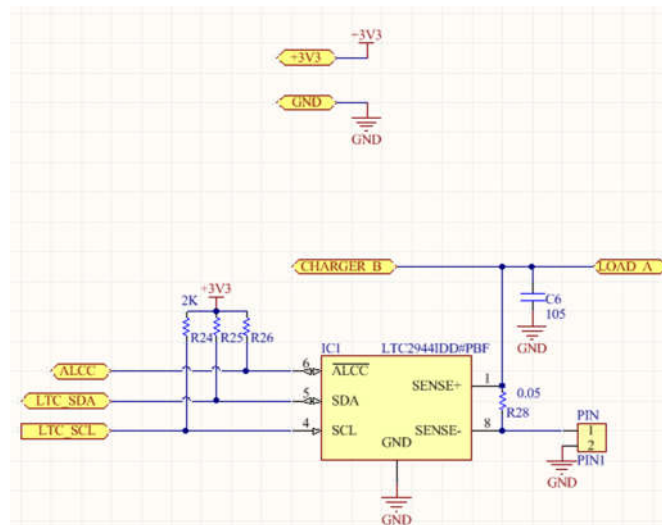 +3V3
+3V3
GND
GND
CHARGER_B
LOAD_A
+3V3
2K
C6
105
GND
R24
R25
R26
IC1
LTC2944IDD#PBF
ALCC
6
ALCC
SENSE+
1
0.05
LTC_SDA
5
SDA
R28
PIN
LTC_SCL
4
SCL
SENSE-
8
1
2
GND
PIN1
GND
GND